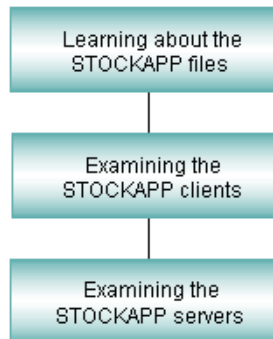 Learning about the
STOCKAPP files
Examining the
STOCKAPP clients
Examining the
STOCKAPP servers